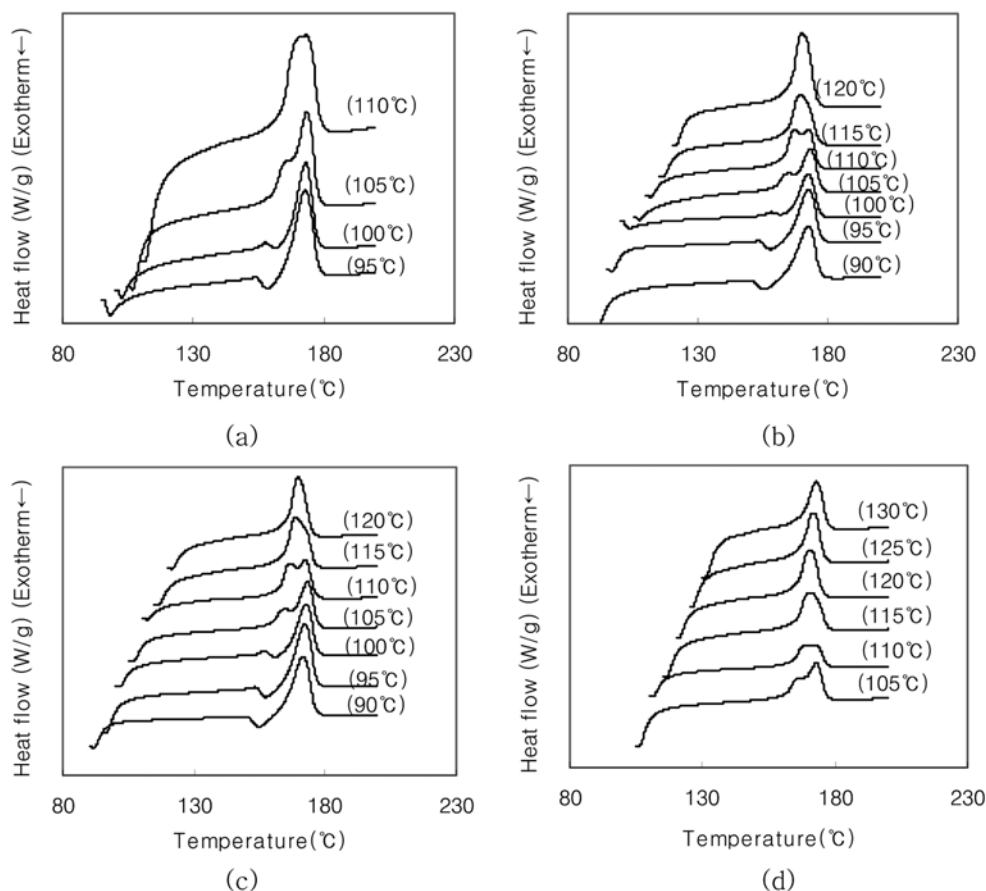 Heat flow (W/g) (Exotherm←)
(110℃)
(105℃)
(100℃)
(95℃)
80 130 180 230
Temperature(℃)
(a)
Heat flow (W/g) (Exotherm←)
(120℃)
(115℃)
(110℃)
(105℃)
(100℃)
(95℃)
(90℃)
80 130 180 230
Temperature(℃)
(b)
Heat flow (W/g) (Exotherm←)
(120℃)
(115℃)
(110℃)
(105℃)
(100℃)
(95℃)
(90℃)
80 130 180 230
Temperature(℃)
(c)
Heat flow (W/g) (Exotherm←)
(130℃)
(125℃)
(120℃)
(115℃)
(110℃)
(105℃)
80 130 180 230
Temperature(℃)
(d)